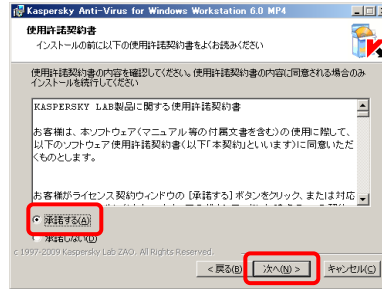 Kaspersky Anti-Virus for Windows Workstation 6.0 MP4
使用許諾契約書
インストールの前に以下の使用許諾契約書をよくお読みください
使用許諾契約書の内容を確認してください。使用許諾契約書の内容に同意される場合のみ
インストールを続行してください
KASPERSKY LAB製品に関する使用許諾契約書
お客様は、本ソフトウェア(マニュアル等の付属文書を含む)の使用に際して、
以下のソフトウェア使用許諾契約書(以下「本契約」といいます)に同意いただ
くものとします。
お客様がライセンス契約ウィンドウの［承諾する］ボタンをクリック、または対応
承諾する(A)
承諾しない(D)
c.1997-2009 Kaspersky Lab ZAO. All Rights Reserved.
< 戻る(B) 次へ(N) > キャンセル(C)